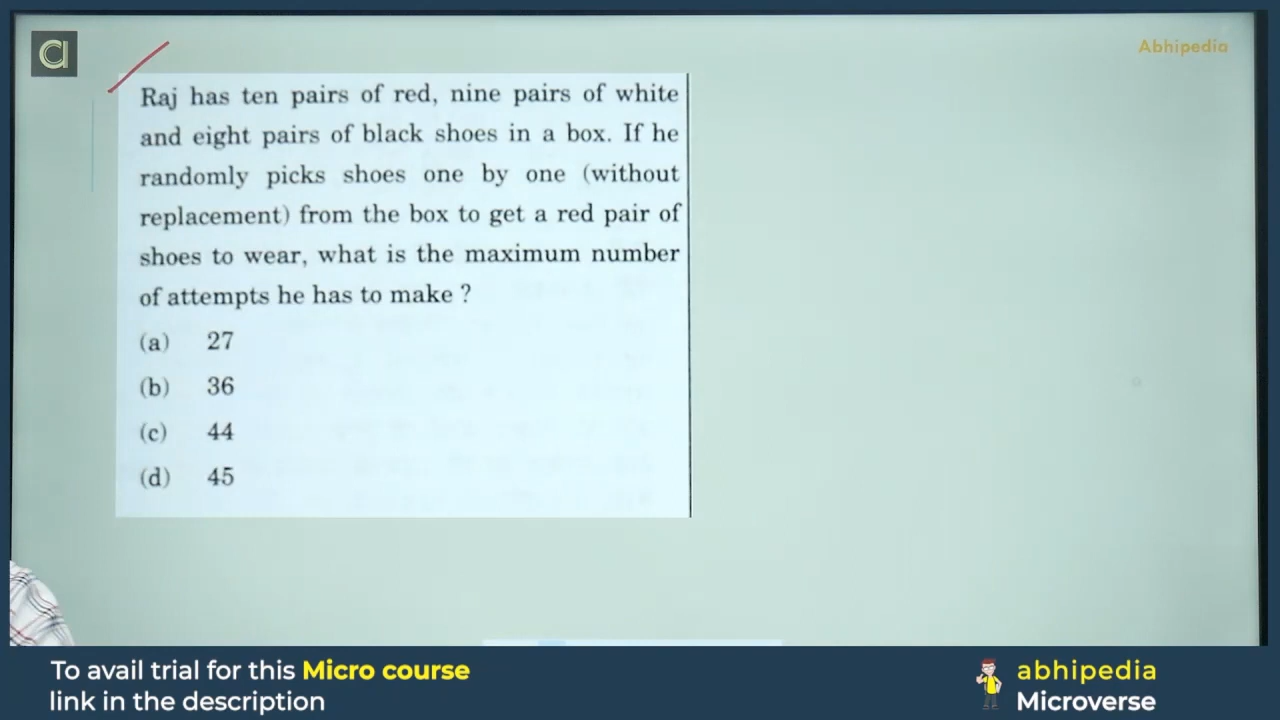 Abhipedia
Raj has ten pairs of red, nine pairs of white
and eight pairs of black shoes in a box. If he
randomly picks shoes one by one (without
replacement) from the box to get a red pair of
shoes to wear, what is the maximum number
of attempts he has to make ?
(a) 27
(b) 36
(c) 44
(d) 45
To avail trial for this Micro course
link in the description
abhipedia
Microverse